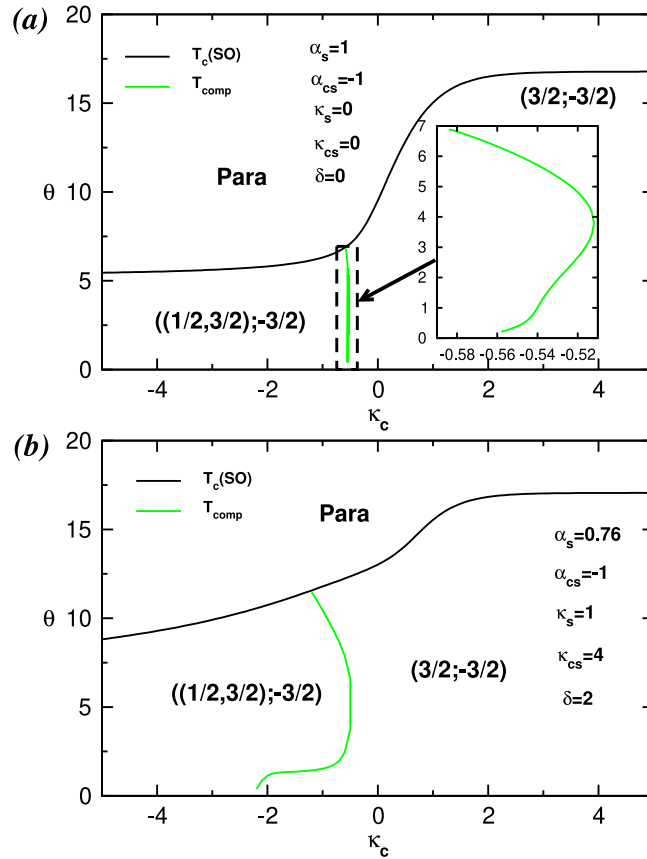 (a)
20
15
10
5
0
θ
T_c(SO)
T_comp
α_s=1
α_cs=-1
κ_s=0
κ_cs=0
δ=0
Para
(3/2;-3/2)
((1/2,3/2);-3/2)
7
6
5
4
3
2
1
0
-0.58 -0.56 -0.54 -0.52
-4 -2 0 2 4
κ_c
(b)
20
15
10
5
0
θ
T_c(SO)
T_comp
Para
α_s=0.76
α_cs=-1
κ_s=1
κ_cs=4
δ=2
(3/2;-3/2)
((1/2,3/2);-3/2)
-4 -2 0 2 4
κ_c